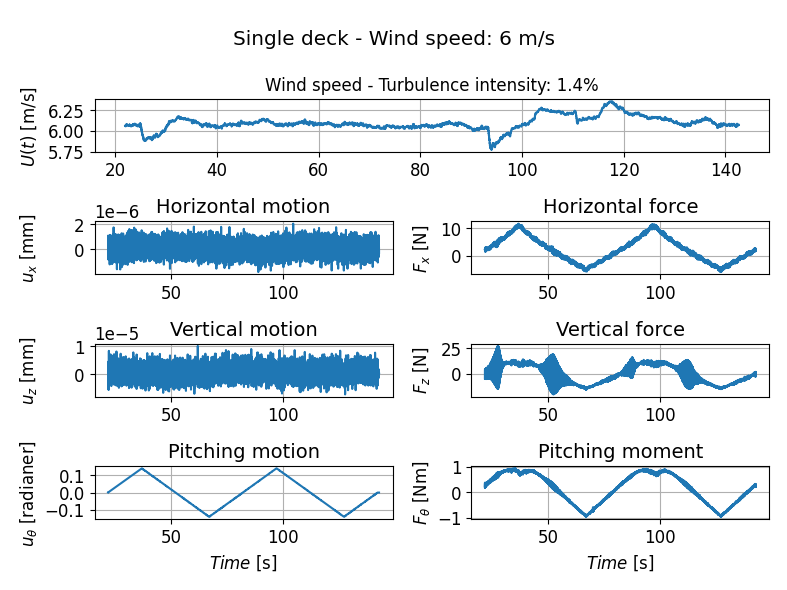 Single deck - Wind speed: 6 m/s
Wind speed - Turbulence intensity: 1.4%
U(t) [m/s]
6.25
6.00
5.75
20 40 60 80 100 120 140
Horizontal motion
1e−6
u_x [mm]
2
0
50 100
Horizontal force
F_x [N]
10
0
50 100
Vertical motion
1e−5
u_z [mm]
1
0
50 100
Vertical force
F_z [N]
25
0
50 100
Pitching motion
u_θ [radianer]
0.1
0.0
−0.1
50 100
Time [s]
Pitching moment
F_θ [Nm]
1
0
−1
50 100
Time [s]